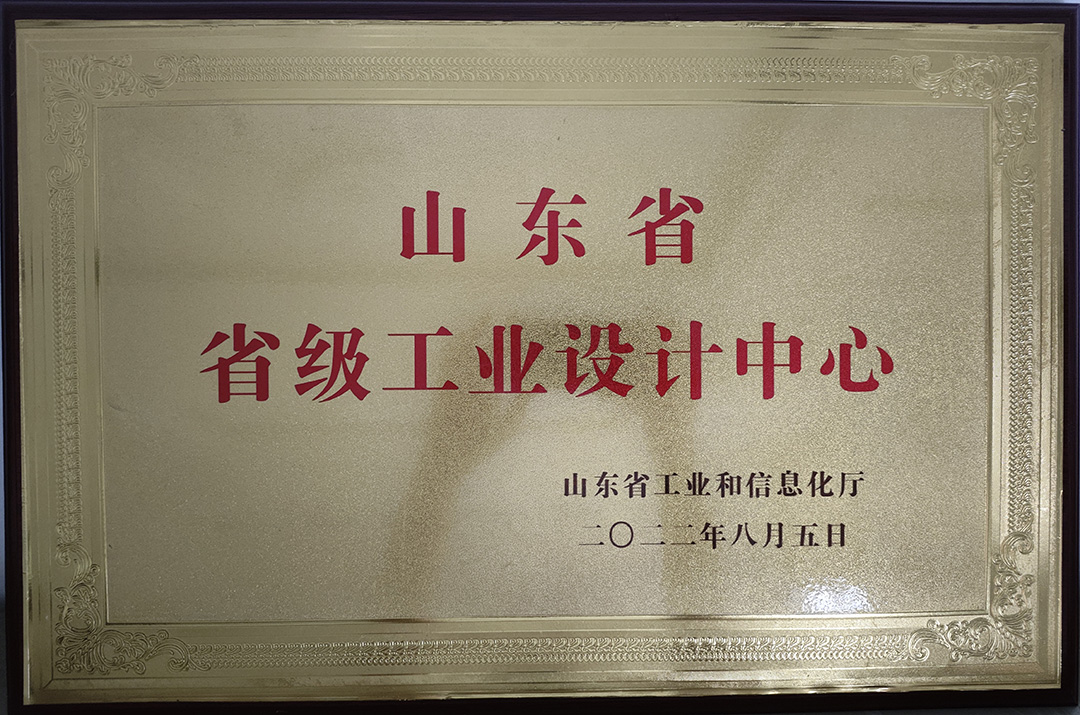 山东省
省级工业设计中心
山东省工业和信息化厅
二〇二二年八月五日